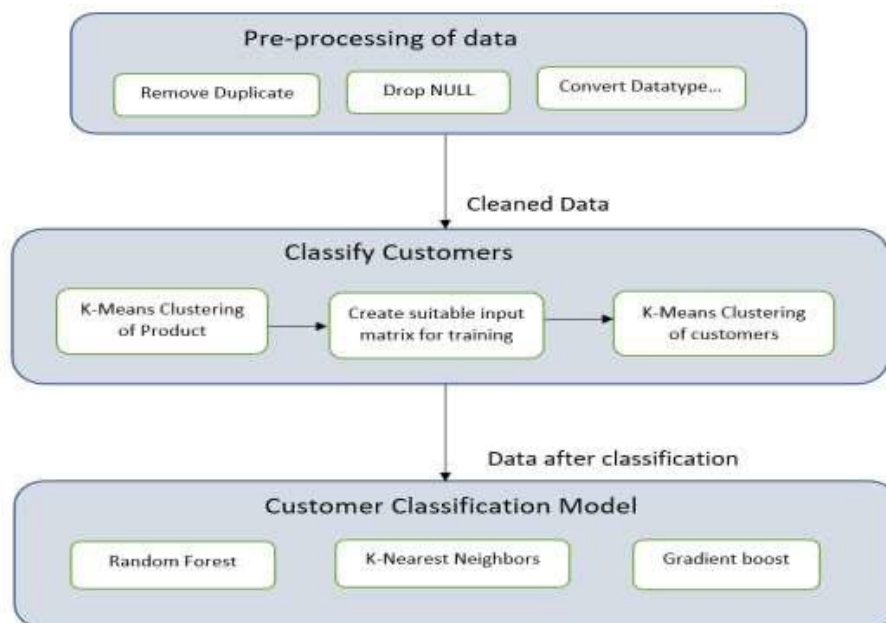 Pre-processing of data
Remove Duplicate
Drop NULL
Convert Datatype...
Cleaned Data
Classify Customers
K-Means Clustering
of Product
Create suitable input
matrix for training
K-Means Clustering
of customers
Data after classification
Customer Classification Model
Random Forest
K-Nearest Neighbors
Gradient boost